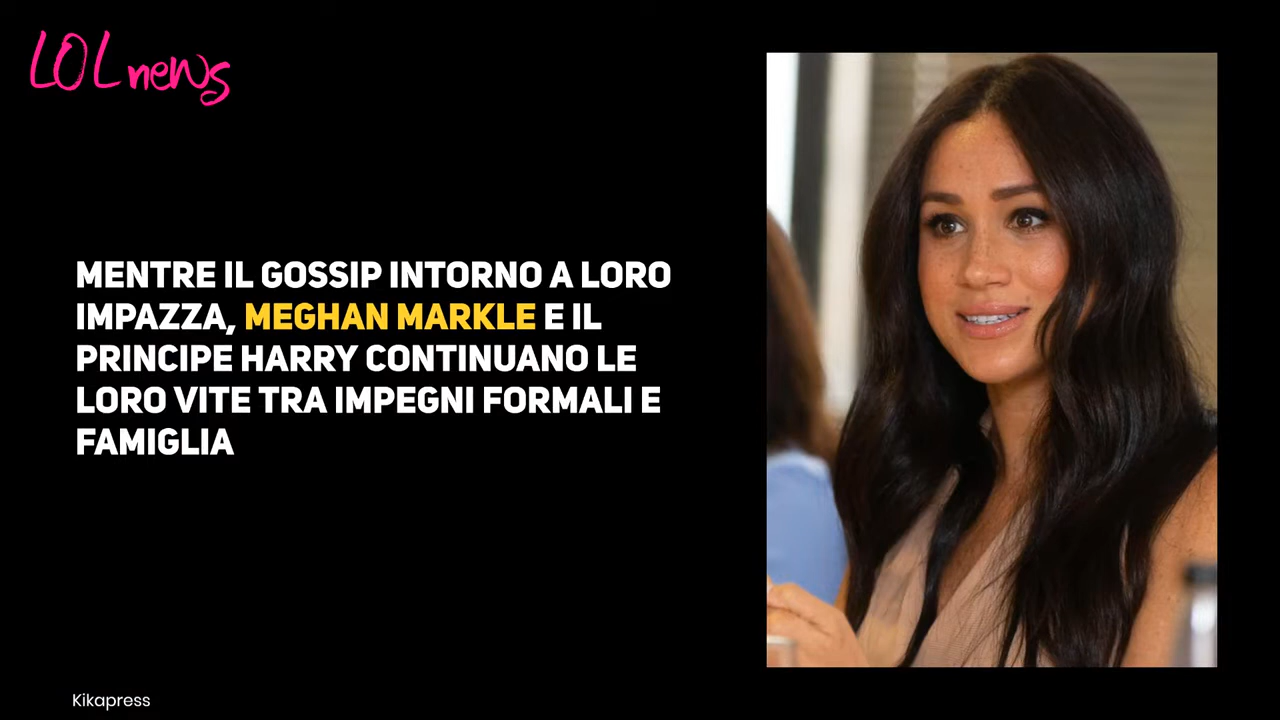 LOL news
MENTRE IL GOSSIP INTORNO A LORO
IMPAZZA, MEGHAN MARKLE E IL
PRINCIPE HARRY CONTINUANO LE
LORO VITE TRA IMPEGNI FORMALI E
FAMIGLIA
Kikapress